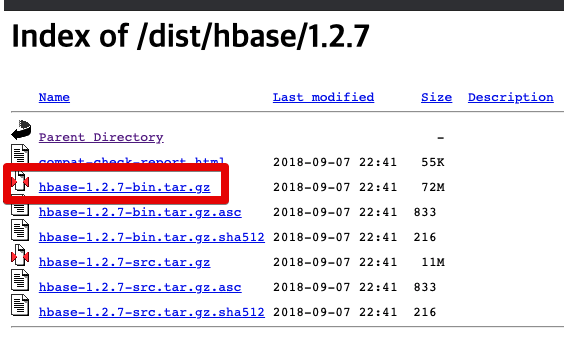 Index of /dist/hbase/1.2.7
Name Last modified Size Description
Parent Directory -
compat-check-report.html 2018-09-07 22:41 55K
hbase-1.2.7-bin.tar.gz 2018-09-07 22:41 72M
hbase-1.2.7-bin.tar.gz.asc 2018-09-07 22:41 833
hbase-1.2.7-bin.tar.gz.sha512 2018-09-07 22:41 216
hbase-1.2.7-src.tar.gz 2018-09-07 22:41 11M
hbase-1.2.7-src.tar.gz.asc 2018-09-07 22:41 833
hbase-1.2.7-src.tar.gz.sha512 2018-09-07 22:41 216